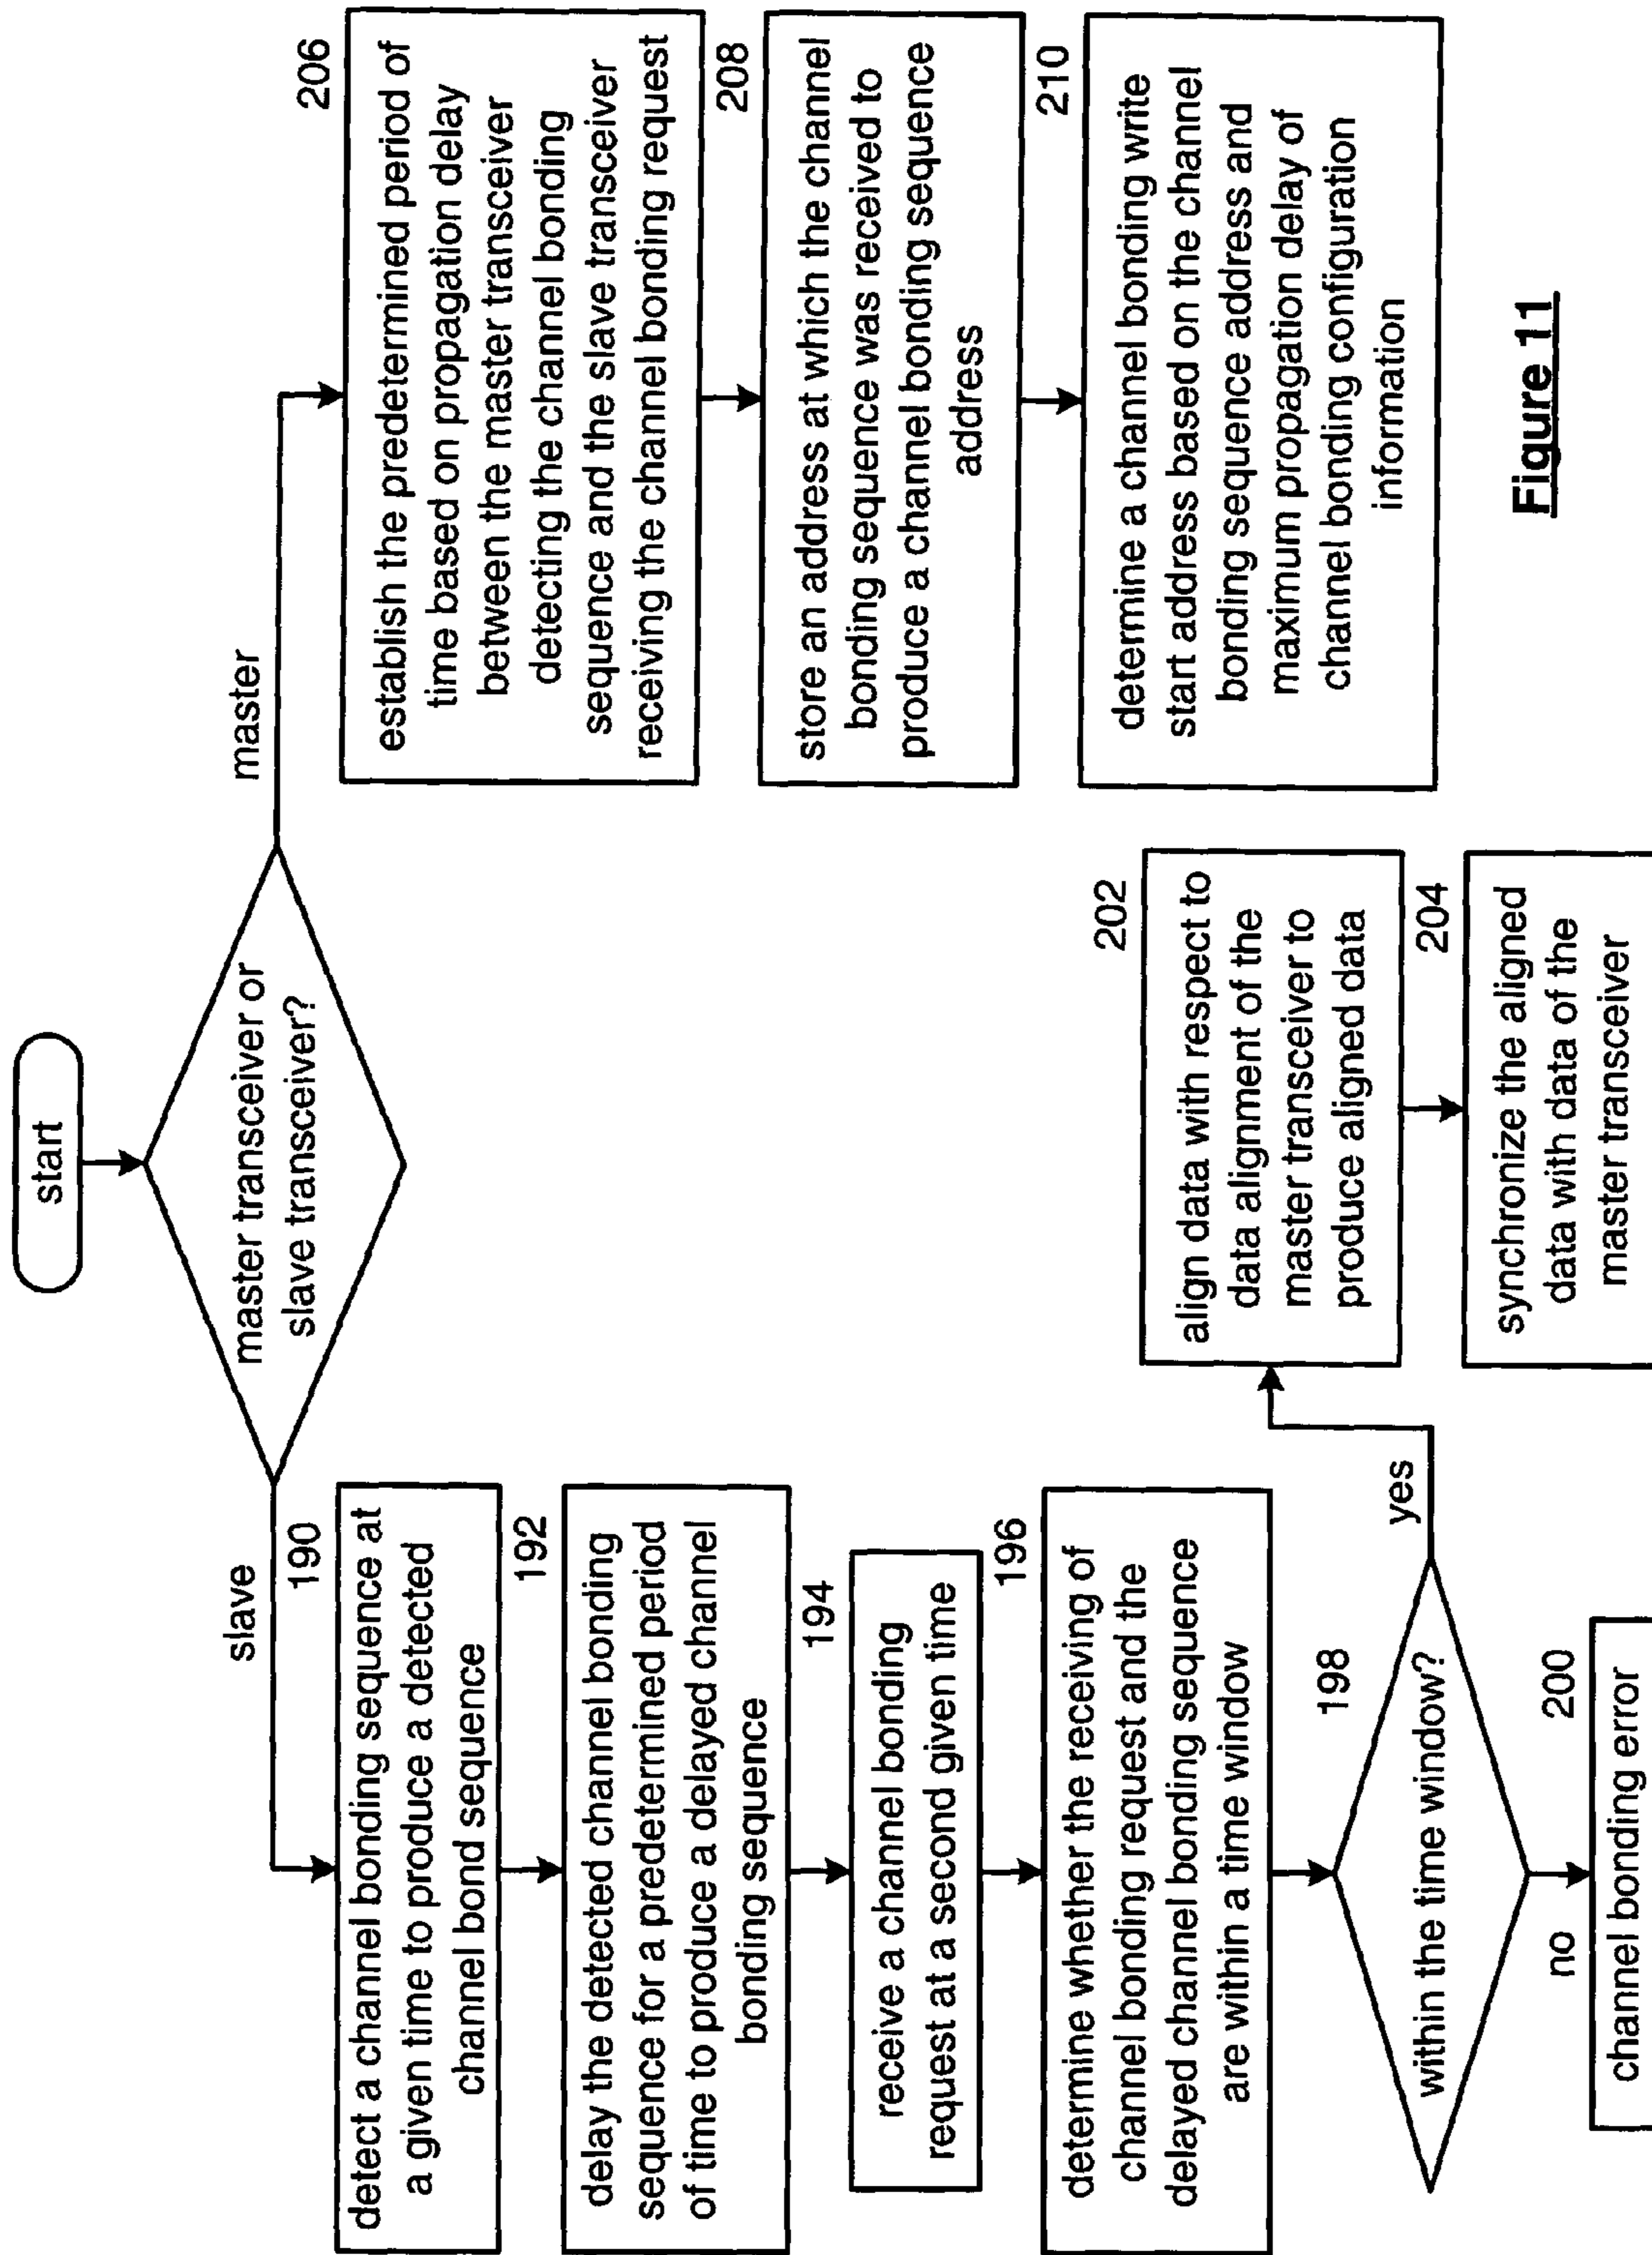 start
master transceiver or
slave transceiver?
slave
master
190
detect a channel bonding sequence at
a given time to produce a detected
channel bond sequence
192
delay the detected channel bonding
sequence for a predetermined period
of time to produce a delayed channel
bonding sequence
194
receive a channel bonding
request at a second given time
196
determine whether the receiving of
channel bonding request and the
delayed channel bonding sequence
are within a time window
198
within the time window?
yes
no
200
channel bonding error
202
align data with respect to
data alignment of the
master transceiver to
produce aligned data
204
synchronize the aligned
data with data of the
master transceiver
206
establish the predetermined period of
time based on propagation delay
between the master transceiver
detecting the channel bonding
sequence and the slave transceiver
receiving the channel bonding request
208
store an address at which the channel
bonding sequence was received to
produce a channel bonding sequence
address
210
determine a channel bonding write
start address based on the channel
bonding sequence address and
maximum propagation delay of
channel bonding configuration
information
Figure 11